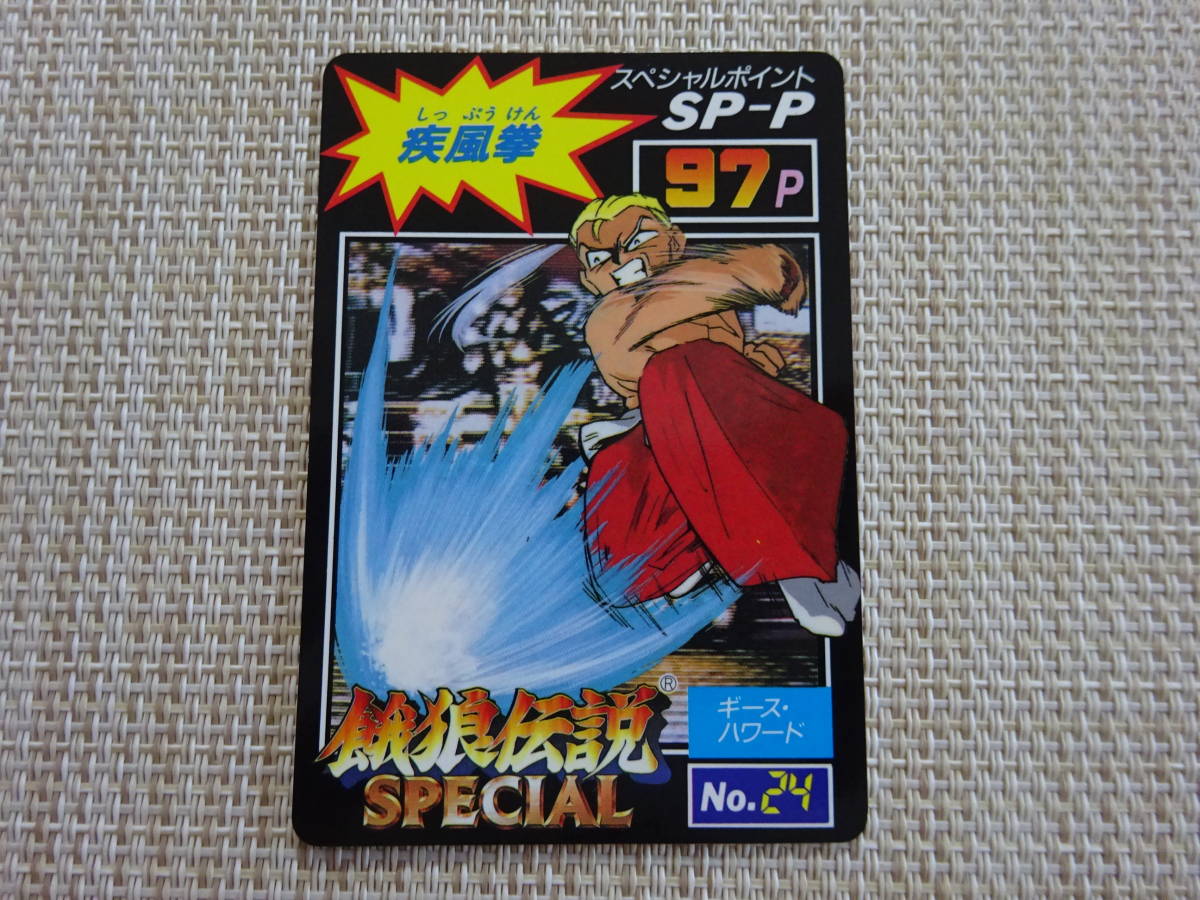 しっぷうけん
疾風拳
スペシャルポイント
SP-P
97P
餓狼伝説®
SPECIAL
ギース・
ハワード
No.24